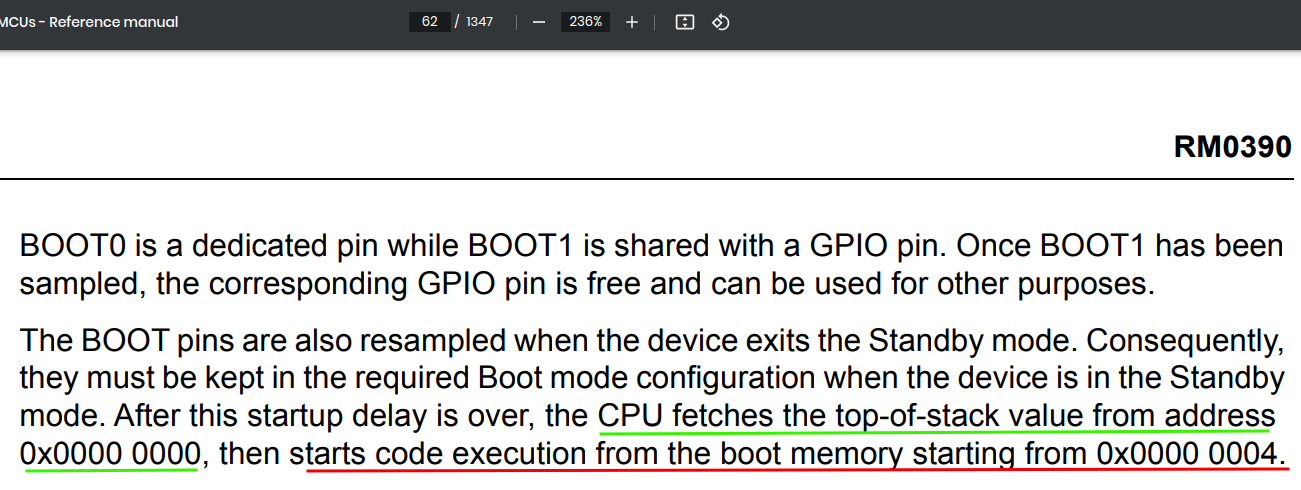 MCUs - Reference manual
62 / 1347
236%
RM0390
BOOT0 is a dedicated pin while BOOT1 is shared with a GPIO pin. Once BOOT1 has been
sampled, the corresponding GPIO pin is free and can be used for other purposes.
The BOOT pins are also resampled when the device exits the Standby mode. Consequently,
they must be kept in the required Boot mode configuration when the device is in the Standby
mode. After this startup delay is over, the CPU fetches the top-of-stack value from address
0x0000 0000, then starts code execution from the boot memory starting from 0x0000 0004.